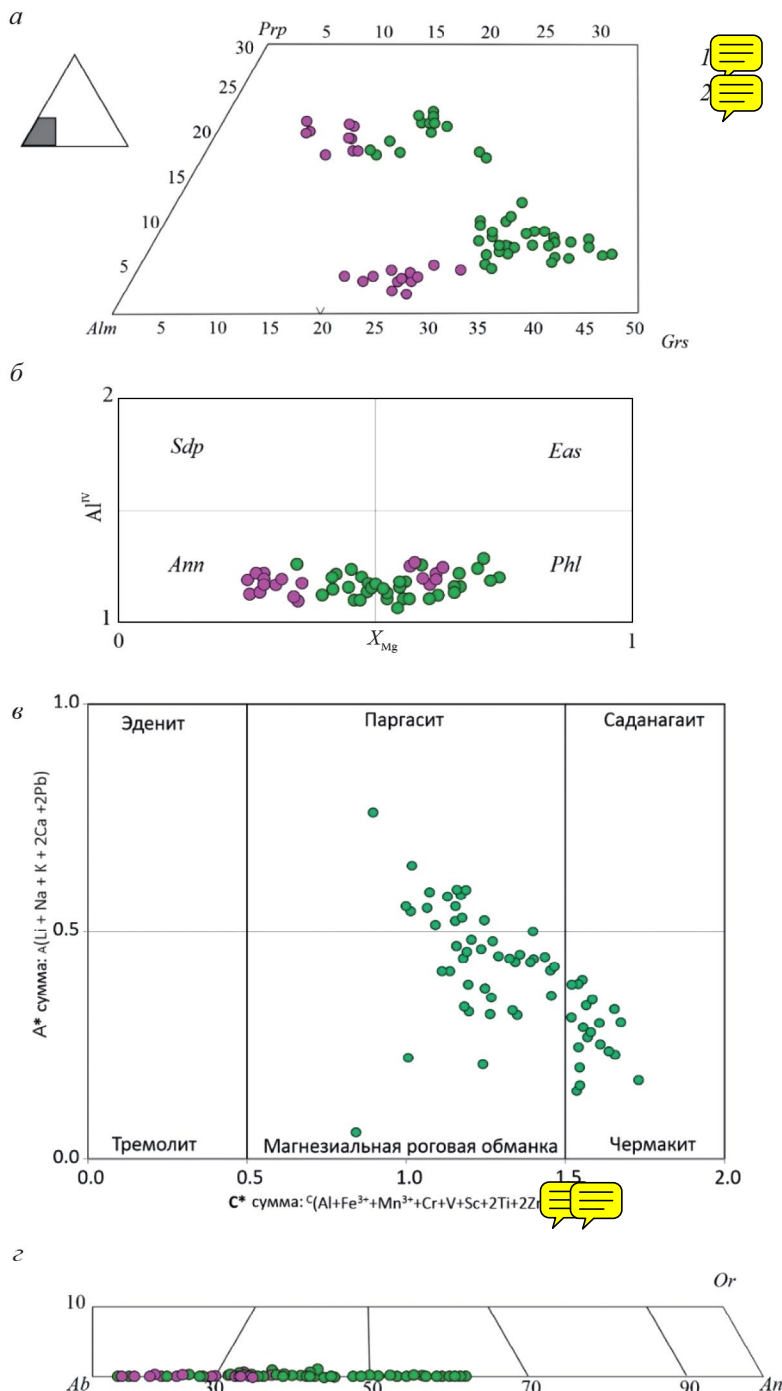 а
Prp 5 10 15 20 25 30
30
25
20
15
10
5
1
2
Alm 5 10 15 20 25 30 35 40 45 50
Grs
б
2
Sdp Eas
Al^IV
Ann Phl
1
0 X_Mg 1
в
1.0
Эденит Паргасит Саданагаит
A* сумма: A(Li + Na + K + 2Ca +2Pb)
0.5
Тремолит Магнезиальная роговая обманка Чермакит
0.0
0.0 0.5 1.0 1.5 2.0
C* сумма: ^C(Al+Fe³⁺+Mn³⁺+Cr+V+Sc+2Ti+2Zr
г
Or
10
Ab 30 50 70 90 An